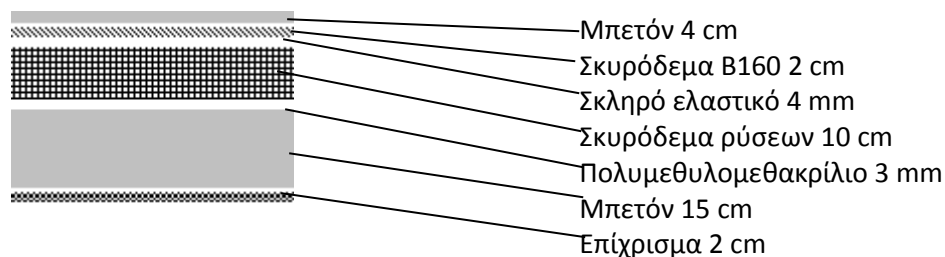 Μπετόν 4 cm
Σκυρόδεμα Β160 2 cm
Σκληρό ελαστικό 4 mm
Σκυρόδεμα ρύσεων 10 cm
Πολυμεθυλομεθακρίλιο 3 mm
Μπετόν 15 cm
Επίχρισμα 2 cm